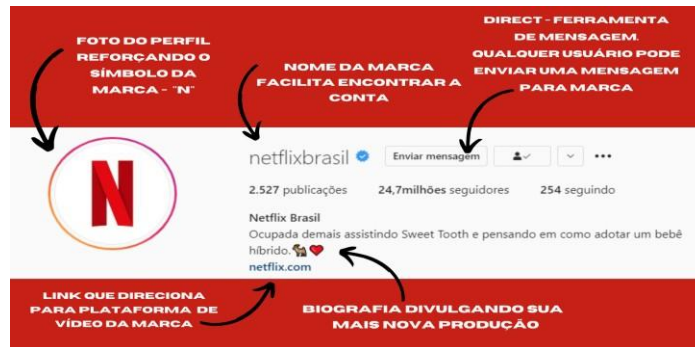 FOTO DO PERFIL
REFORÇANDO O
SÍMBOLO DA
MARCA - "N"
NOME DA MARCA
FACILITA ENCONTRAR A
CONTA
DIRECT - FERRAMENTA
DE MENSAGEM.
QUALQUER USUÁRIO PODE
ENVIAR UMA MENSAGEM
PARA MARCA
N
netflixbrasil
Enviar mensagem
2.527 publicações 24,7milhões seguidores 254 seguindo
Netflix Brasil
Ocupada demais assistindo Sweet Tooth e pensando em como adotar um bebê
híbrido.🐐❤️
netflix.com
LINK QUE DIRECIONA
PARA PLATAFORMA DE
VÍDEO DA MARCA
BIOGRAFIA DIVULGANDO SUA
MAIS NOVA PRODUÇÃO